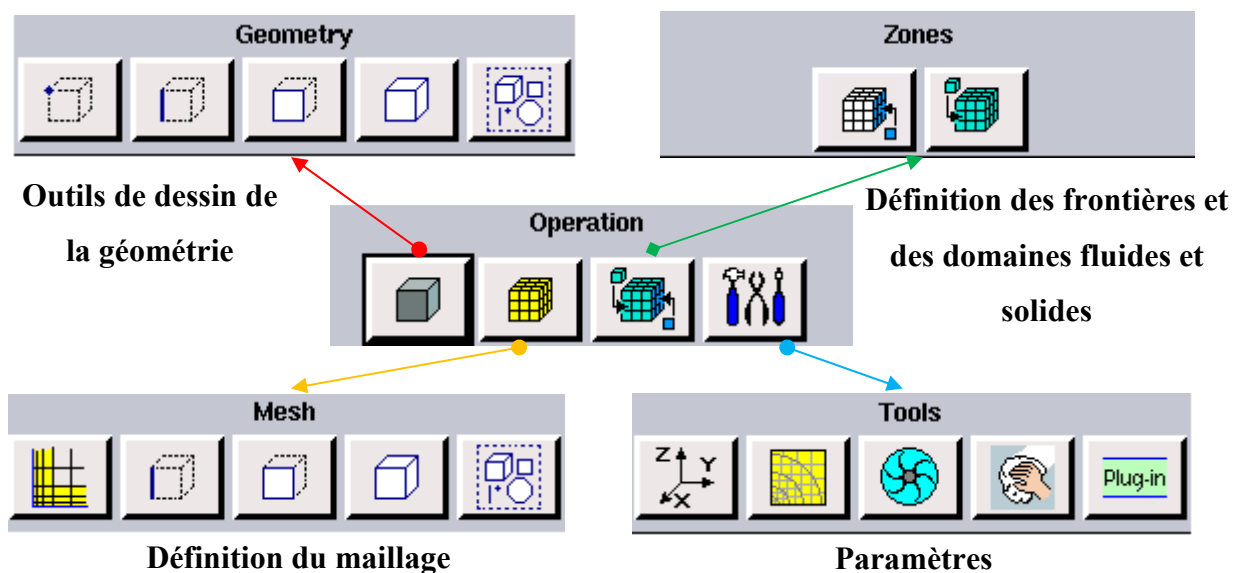 Geometry
Zones
Outils de dessin de
la géométrie
Définition des frontières et
des domaines fluides et
solides
Operation
Mesh
Tools
Z
Y
X
Plug-in
Définition du maillage
Paramètres